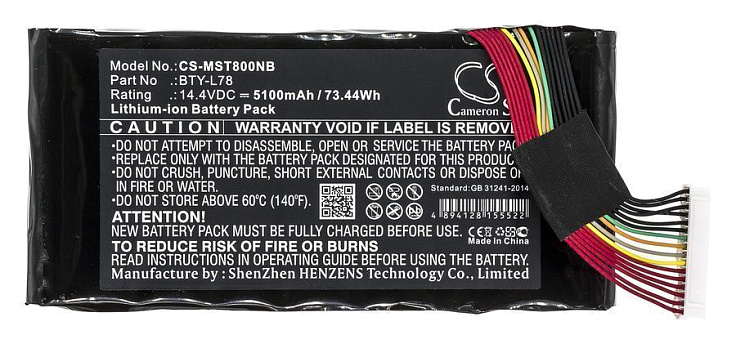 Model No.:CS-MST800NB
Part No :BTY-L78
Rating :14.4VDC ⎓ 5100mAh / 73.44Wh
Lithium-ion Battery Pack
Cameron
CAUTION WARRANTY VOID IF LABEL IS REMOVED
•DO NOT ATTEMPT TO DISASSEMBLE, OPEN OR SERVICE THE BATTERY
•REPLACE ONLY WITH THE BATTERY DESIGNATED FOR THIS PRODUCT
•DO NOT CRUSH, PUNCTURE, SHORT EXTERNAL CONTACTS OR DISPOSE
IN FIRE OR WATER.
Standard:GB 31241-2014
•DO NOT STORE ABOVE 60°C (140°F).
4 894128 155522
ATTENTION!
NEW BATTERY PACK MUST BE FULLY CHARGED BEFORE USE.
TO REDUCE RISK OF FIRE OR BURNS
Made In China
READ INSTRUCTIONS IN OPERATING GUIDE BEFORE USING BATTERY.
Manufacture by : ShenZhen HENZENS Technology Co., Limited